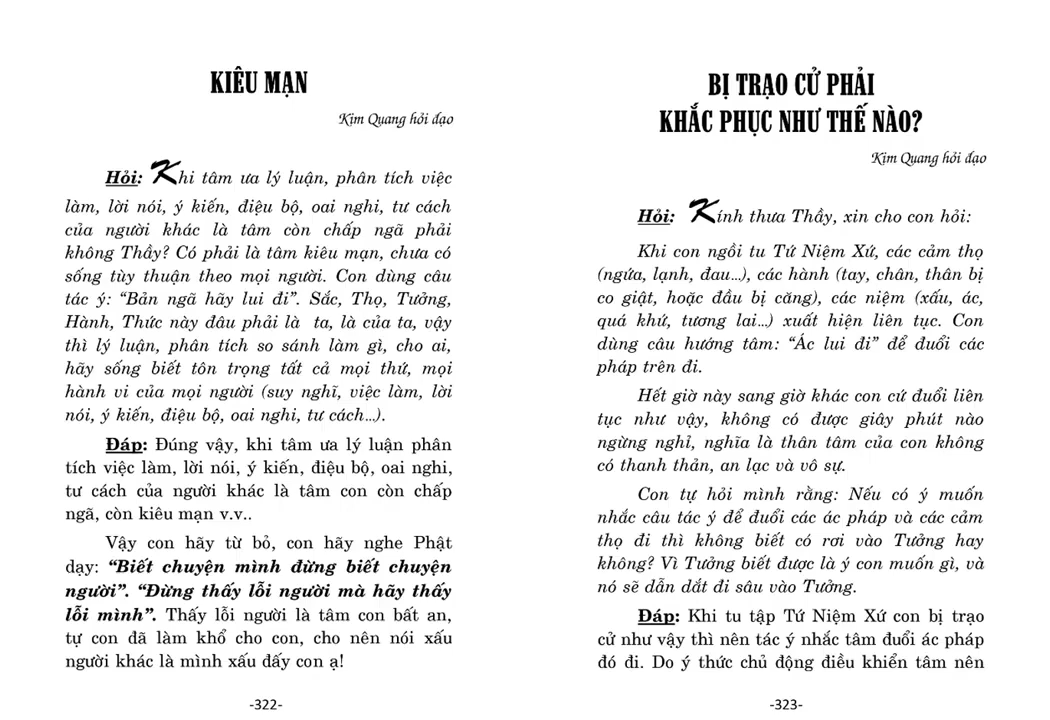 KIÊU MẠN
Kim Quang hỏi đạo
Hỏi: Khi tâm ưa lý luận, phân tích việc
làm, lời nói, ý kiến, điệu bộ, oai nghi, tư cách
của người khác là tâm còn chấp ngã phải
không Thầy? Có phải là tâm kiêu mạn, chưa có
sống tùy thuận theo mọi người. Con dùng câu
tác ý: “Bản ngã hãy lui đi”. Sắc, Thọ, Tưởng,
Hành, Thức này đâu phải là ta, là của ta, vậy
thì lý luận, phân tích so sánh làm gì, cho ai,
hãy sống biết tôn trọng tất cả mọi thứ, mọi
hành vi của mọi người (suy nghĩ, việc làm, lời
nói, ý kiến, điệu bộ, oai nghi, tư cách…).
Đáp: Đúng vậy, khi tâm ưa lý luận phân
tích việc làm, lời nói, ý kiến, điệu bộ, oai nghi,
tư cách của người khác là tâm con còn chấp
ngã, còn kiêu mạn v.v..
Vậy con hãy từ bỏ, con hãy nghe Phật
dạy: “Biết chuyện mình đừng biết chuyện
người”. “Đừng thấy lỗi người mà hãy thấy
lỗi mình”. Thấy lỗi người là tâm con bất an,
tự con đã làm khổ cho con, cho nên nói xấu
người khác là mình xấu đấy con ạ!
-322-
BỊ TRẠO CỬ PHẢI
KHẮC PHỤC NHƯ THẾ NÀO?
Kim Quang hỏi đạo
Hỏi: Kính thưa Thầy, xin cho con hỏi:
Khi con ngồi tu Tứ Niệm Xứ, các cảm thọ
(ngứa, lạnh, đau…), các hành (tay, chân, thân bị
co giật, hoặc đầu bị căng), các niệm (xấu, ác,
quá khứ, tương lai…) xuất hiện liên tục. Con
dùng câu hướng tâm: “Ác lui đi” để đuổi các
pháp trên đi.
Hết giờ này sang giờ khác con cứ đuổi liên
tục như vậy, không có được giây phút nào
ngừng nghỉ, nghĩa là thân tâm của con không
có thanh thản, an lạc và vô sự.
Con tự hỏi mình rằng: Nếu có ý muốn
nhắc câu tác ý để đuổi các ác pháp và các cảm
thọ đi thì không biết có rơi vào Tưởng hay
không? Vì Tưởng biết được là ý con muốn gì, và
nó sẽ dẫn dắt đi sâu vào Tưởng.
Đáp: Khi tu tập Tứ Niệm Xứ con bị trạo
cử như vậy thì nên tác ý nhắc tâm đuổi ác pháp
đó đi. Do ý thức chủ động điều khiển tâm nên
-323-